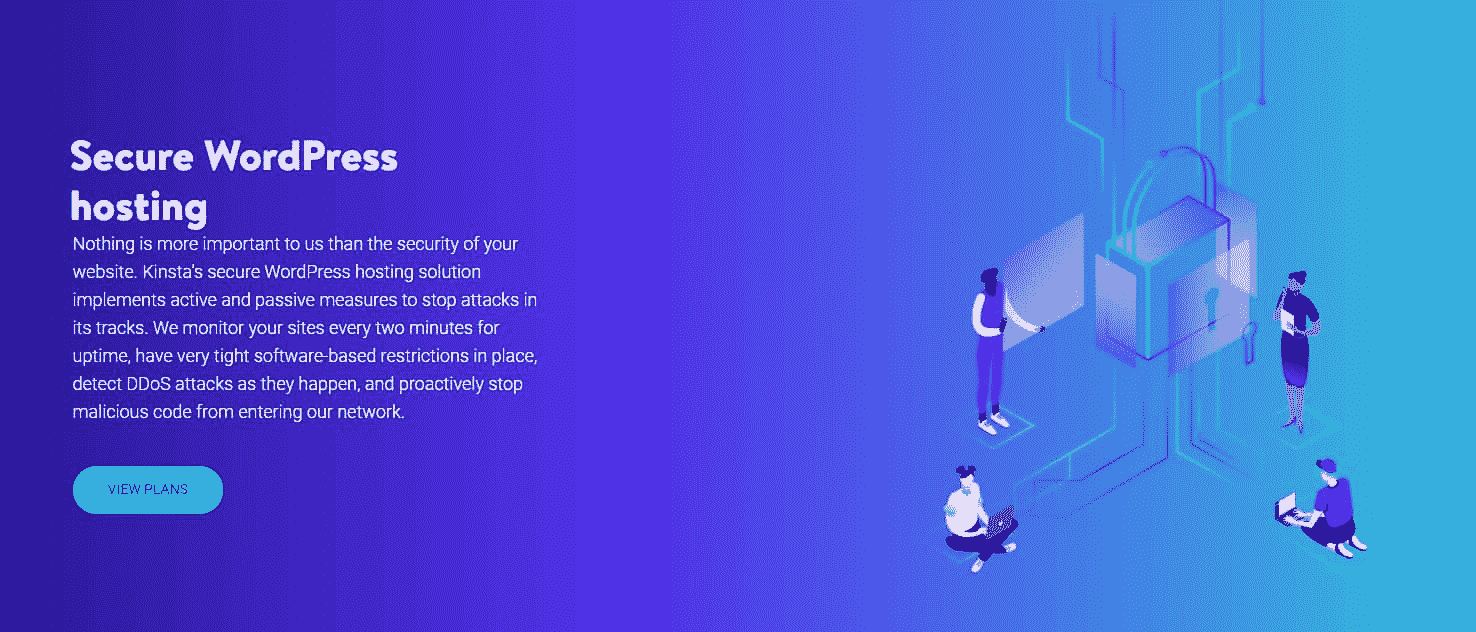 Secure WordPress
hosting
Nothing is more important to us than the security of your
website. Kinsta's secure WordPress hosting solution
implements active and passive measures to stop attacks in
its tracks. We monitor your sites every two minutes for
uptime, have very tight software-based restrictions in place,
detect DDoS attacks as they happen, and proactively stop
malicious code from entering our network.
VIEW PLANS